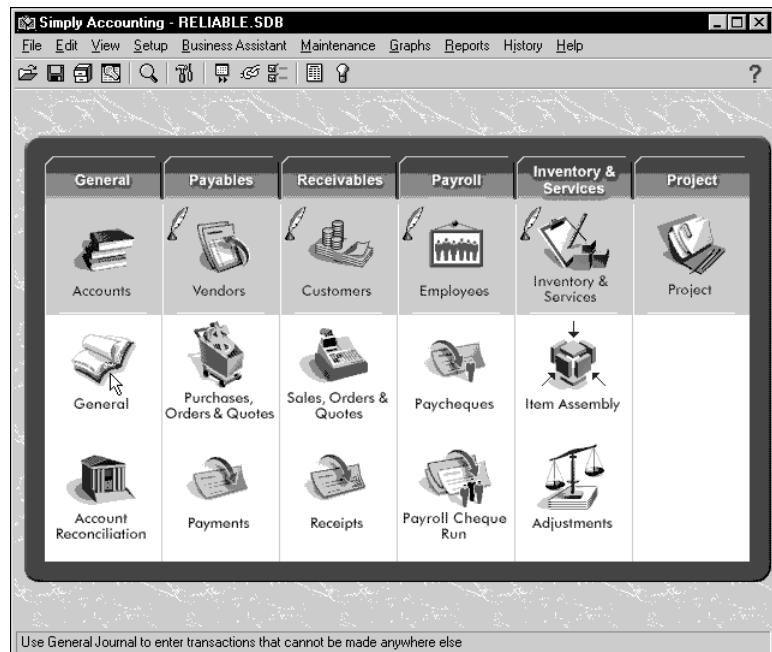 Simply Accounting - RELIABLE.SDB
File Edit View Setup Business Assistant Maintenance Graphs Reports History Help
?
General Payables Receivables Payroll Inventory & Services Project
Accounts Vendors Customers Employees Inventory & Services Project
General Purchases, Orders & Quotes Sales, Orders & Quotes Paycheques Item Assembly
Account Reconciliation Payments Receipts Payroll Cheque Run Adjustments
Use General Journal to enter transactions that cannot be made anywhere else